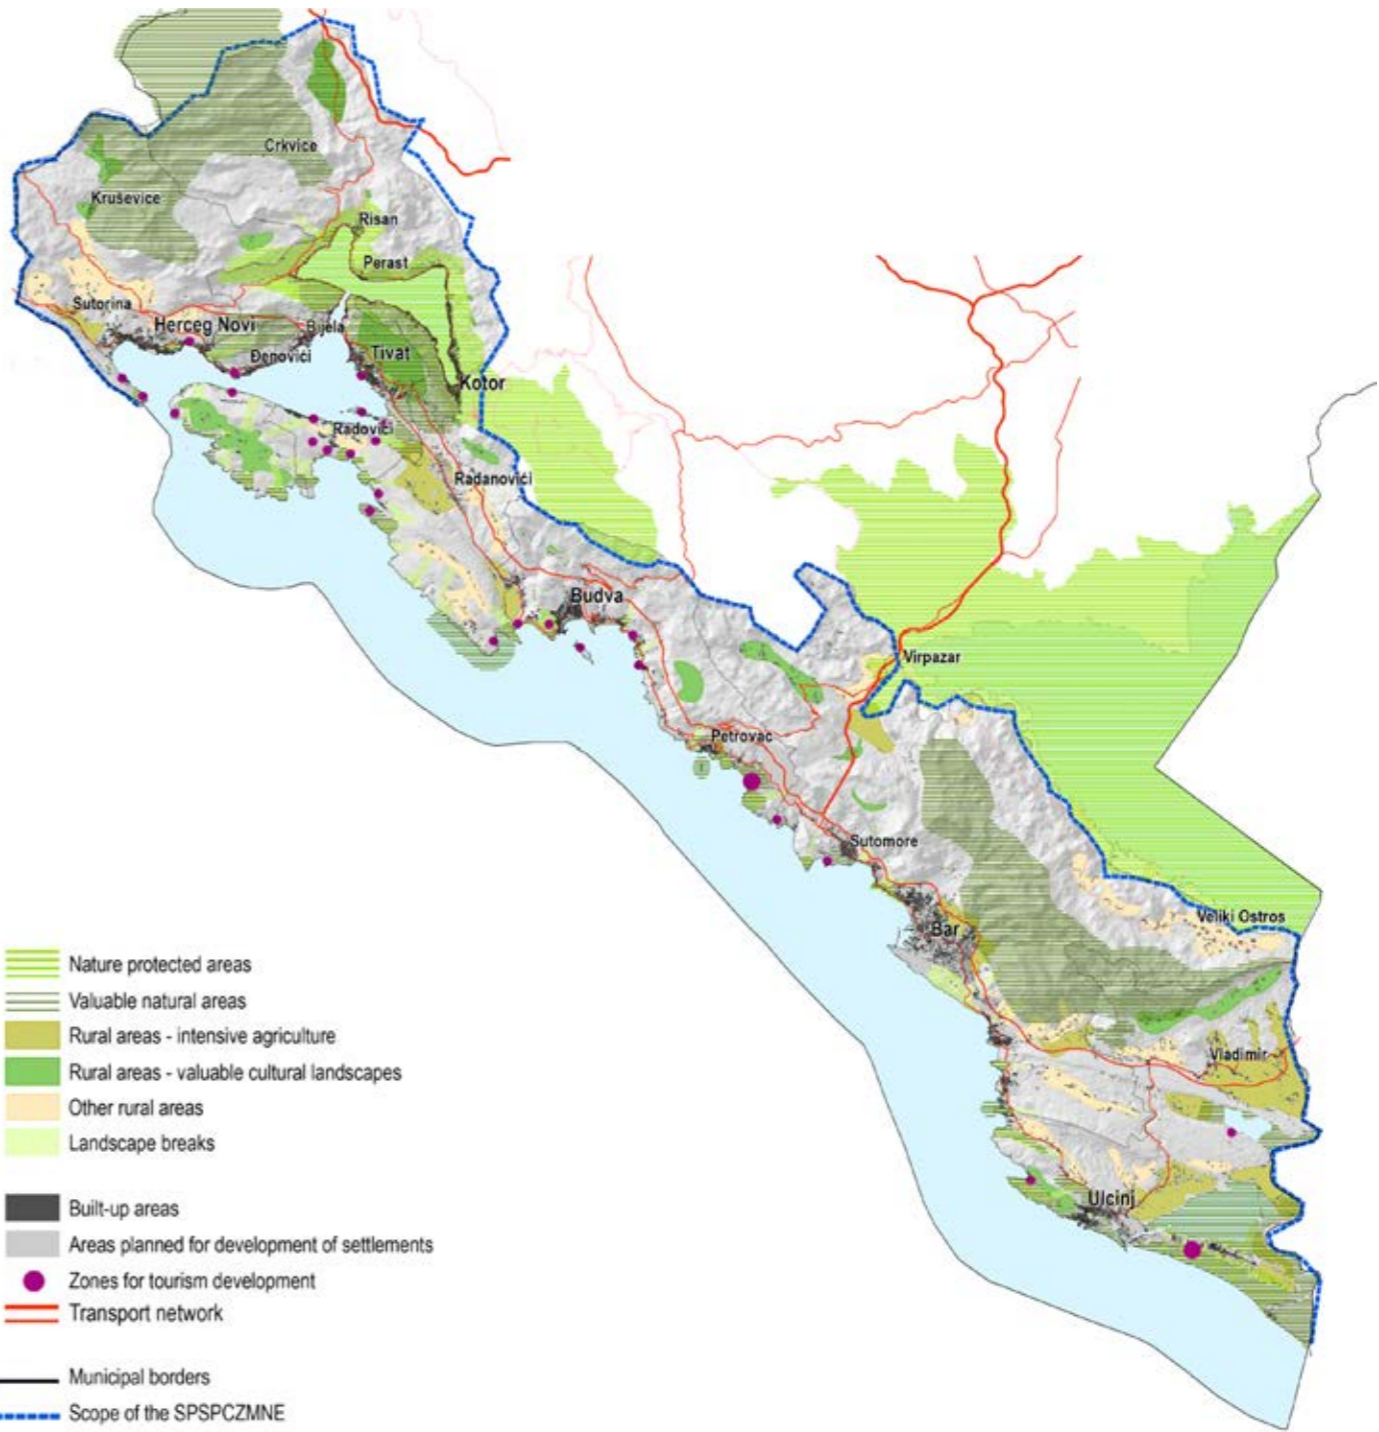 Crkvice
Kruševice
Risan
Perast
Sutorina
Herceg Novi
Bijela
Đenovići
Tivat
Kotor
Radovići
Radanovići
Budva
Virpazar
Petrovac
Sutomore
Veliki Ostros
Bar
Vladimir
Ulcinj
Nature protected areas
Valuable natural areas
Rural areas - intensive agriculture
Rural areas - valuable cultural landscapes
Other rural areas
Landscape breaks
Built-up areas
Areas planned for development of settlements
Zones for tourism development
Transport network
Municipal borders
Scope of the SPSPCZMNE